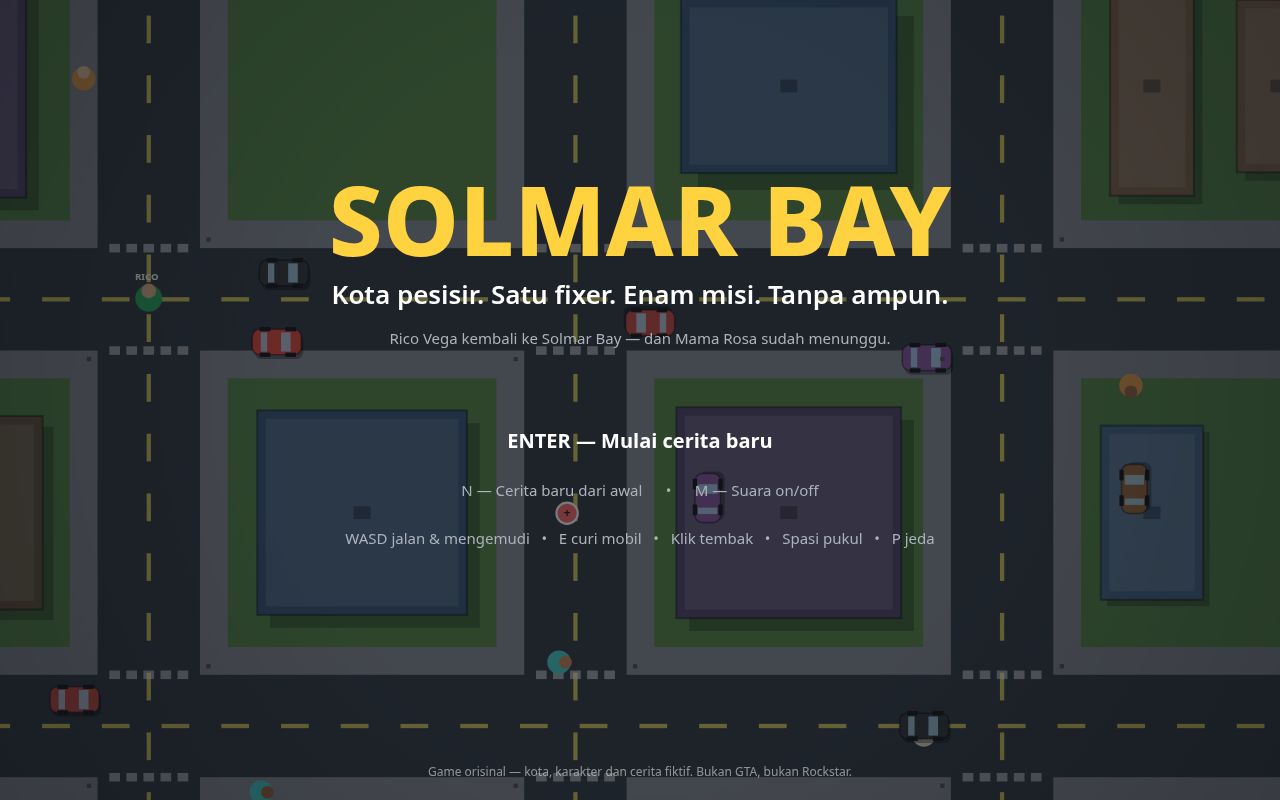 SOLMAR BAY
RICO
Kota pesisir. Satu fixer. Enam misi. Tanpa ampun.
Rico Vega kembali ke Solmar Bay — dan Mama Rosa sudah menunggu.
ENTER — Mulai cerita baru
N — Cerita baru dari awal • M — Suara on/off
WASD jalan & mengemudi • E curi mobil • Klik tembak • Spasi pukul • P jeda
Game orisinal — kota, karakter dan cerita fiktif. Bukan GTA, bukan Rockstar.